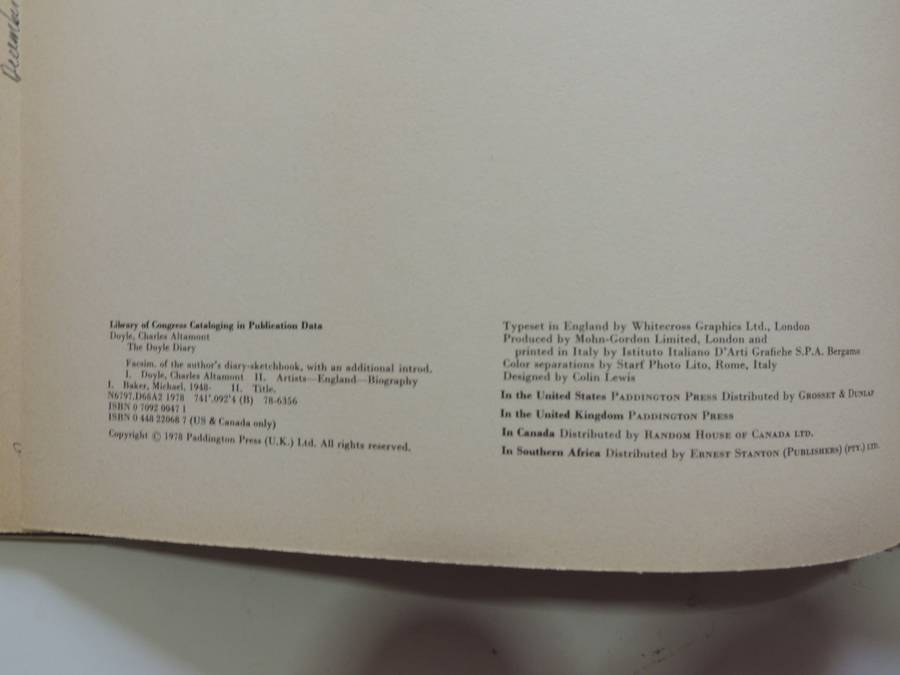 December
Library of Congress Cataloging in Publication Data
Doyle, Charles Altamont
The Doyle Diary
Facsim. of the author's diary-sketchbook, with an additional introd.
I. Doyle, Charles Altamont II. Artists—England—Biography
I. Baker, Michael, 1948- II. Title.
N6797.D68A2 1978 741'.092'4 (B) 78-6356
ISBN 0 7092 0047 1
ISBN 0 448 22068 7 (US & Canada only)
Copyright © 1978 Paddington Press (U.K.) Ltd. All rights reserved.
Typeset in England by Whitecross Graphics Ltd., London
Produced by Mohn-Gordon Limited, London and
printed in Italy by Istituto Italiano D'Arti Grafiche S.P.A. Bergamo
Color separations by Starf Photo Lito, Rome, Italy
Designed by Colin Lewis
In the United States PADDINGTON PRESS Distributed by GROSSET & DUNLAP
In the United Kingdom PADDINGTON PRESS
In Canada Distributed by RANDOM HOUSE OF CANADA LTD.
In Southern Africa Distributed by ERNEST STANTON (PUBLISHERS) (PTY.) LTD.